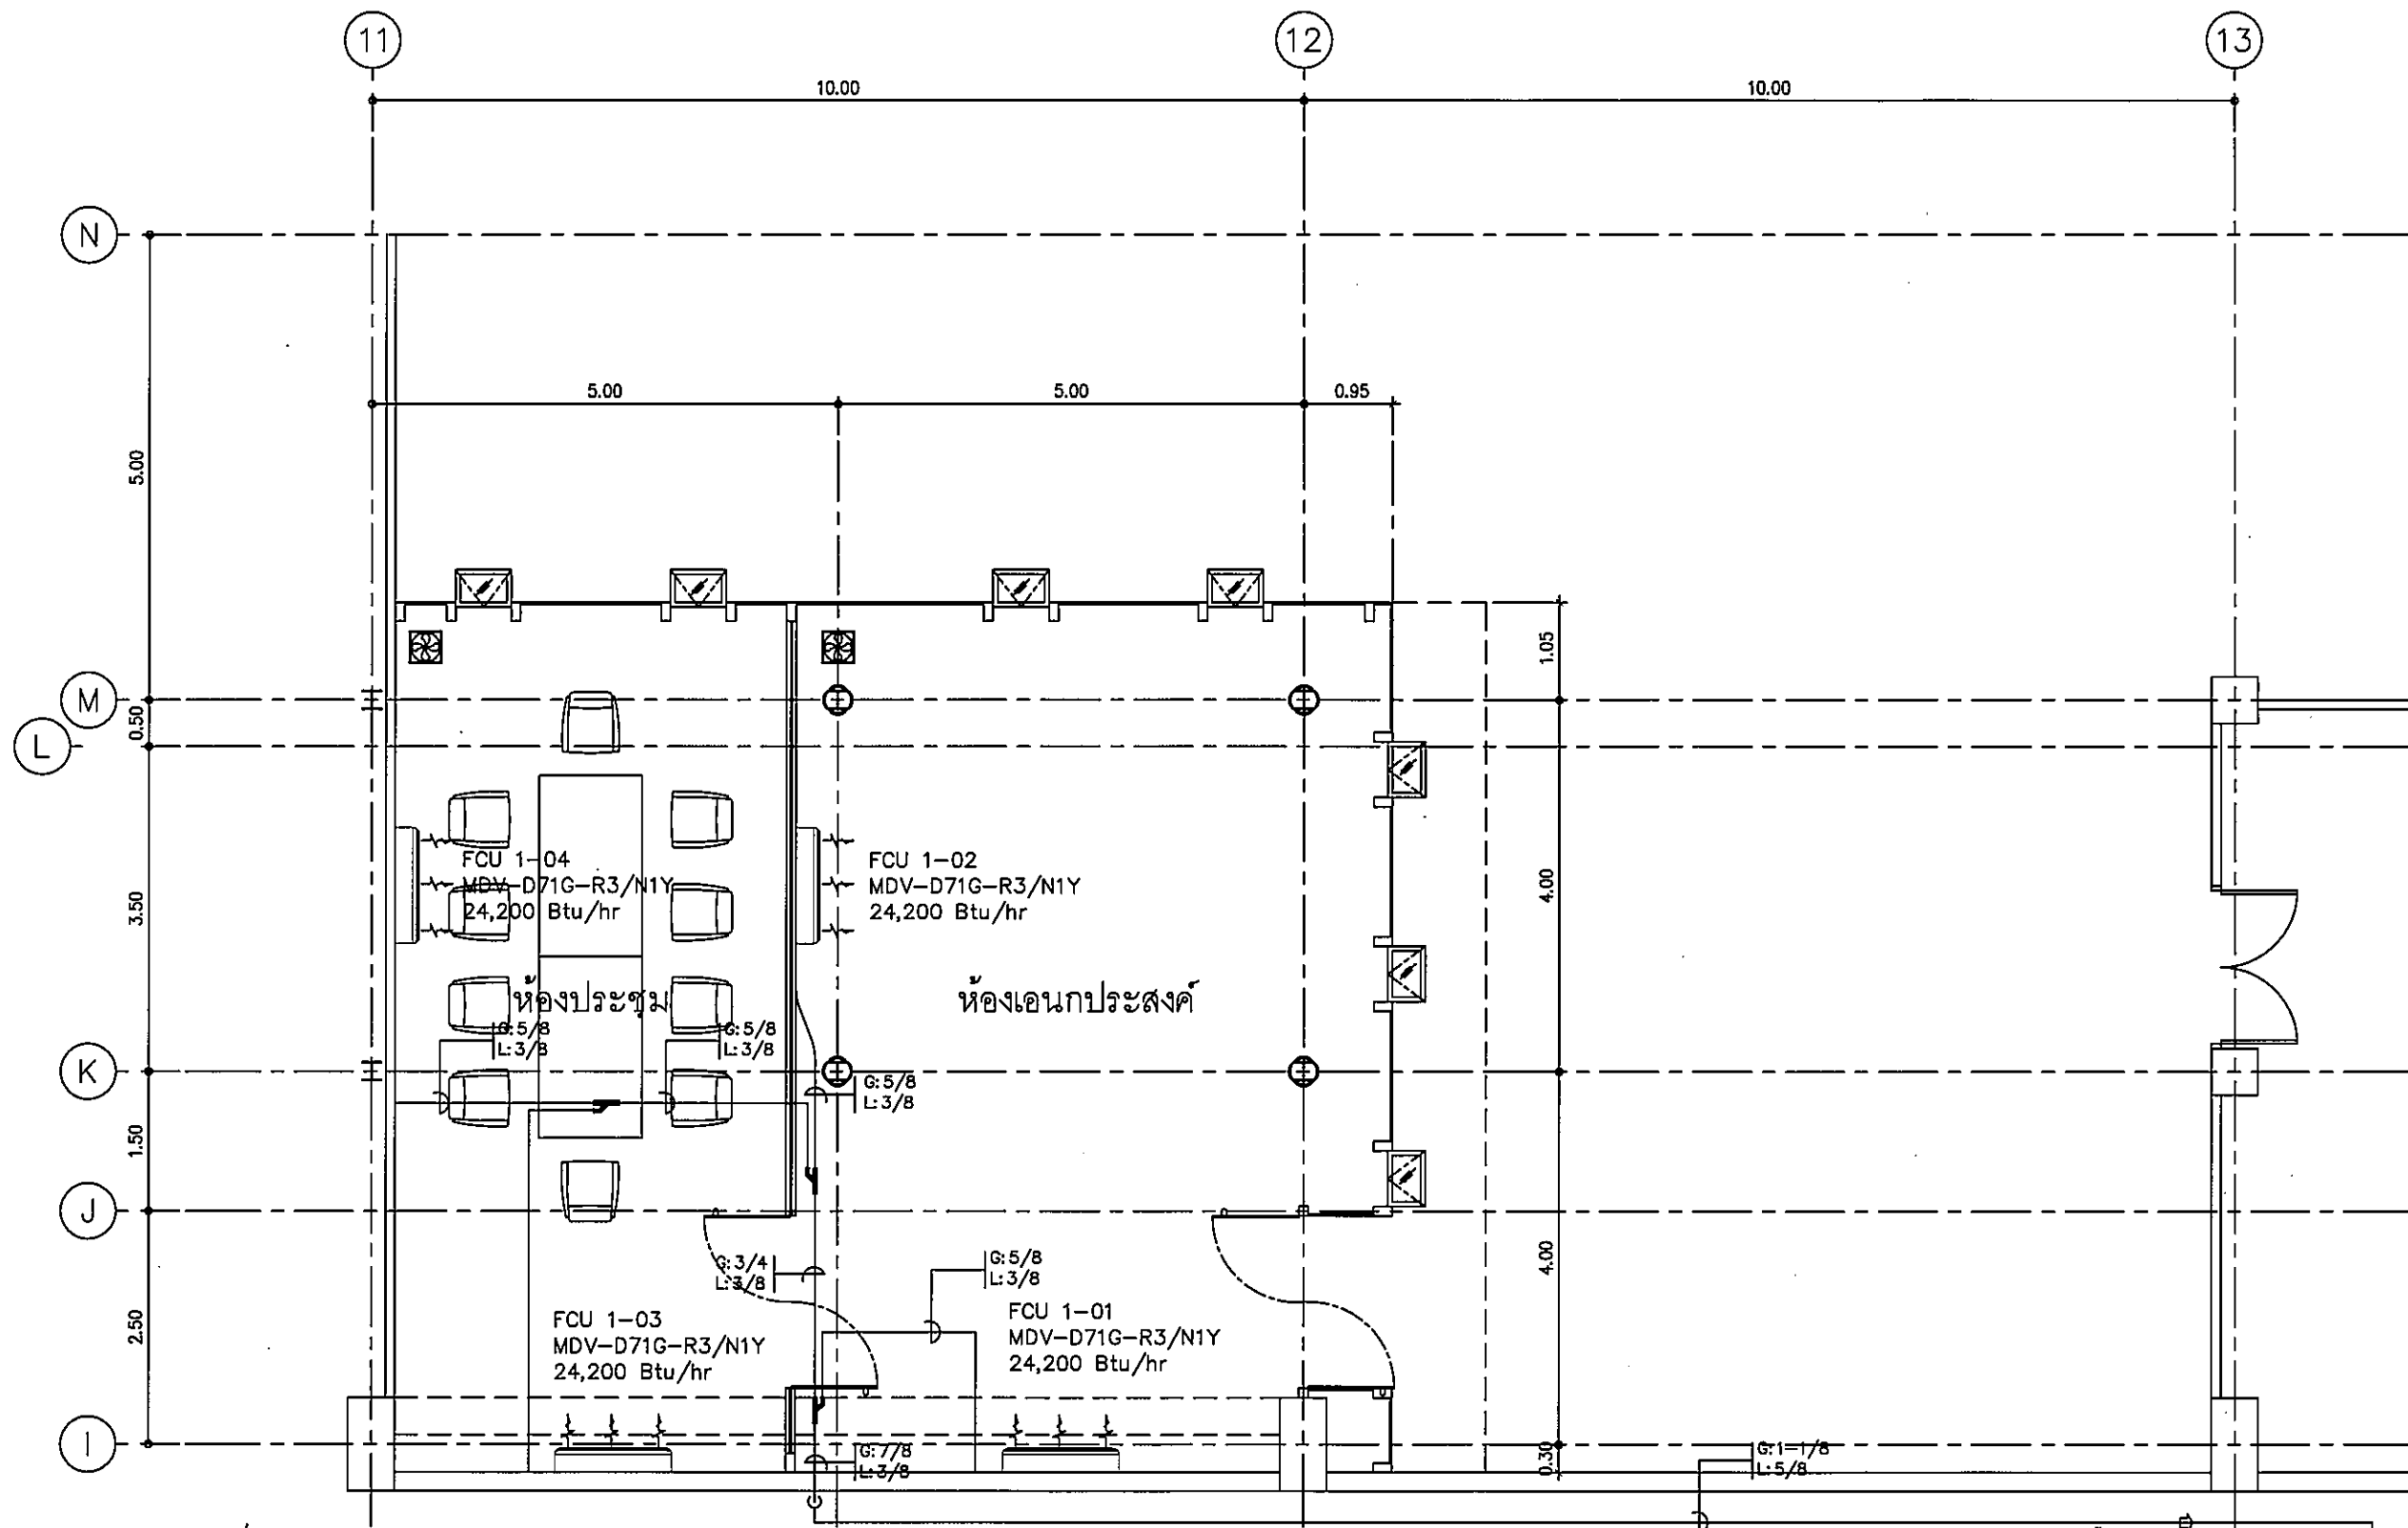 11
12
13
10.00
10.00
N
5.00
5.00
0.95
5.00
1.05
M
0.50
L
FCU 1-04
MDV-D71G-R3/N1Y
24,200 Btu/hr
FCU 1-02
MDV-D71G-R3/N1Y
24,200 Btu/hr
3.50
4.00
ห้องประชุม
ห้องเอนกประสงค์
G:5/8
L:3/8
G:5/8
L:3/8
K
G:5/8
L:3/8
1.50
J
G:3/4
L:3/8
G:5/8
L:3/8
4.00
2.50
FCU 1-03
MDV-D71G-R3/N1Y
24,200 Btu/hr
FCU 1-01
MDV-D71G-R3/N1Y
24,200 Btu/hr
I
G:7/8
L:3/8
0.30
G:1-1/8
L:5/8